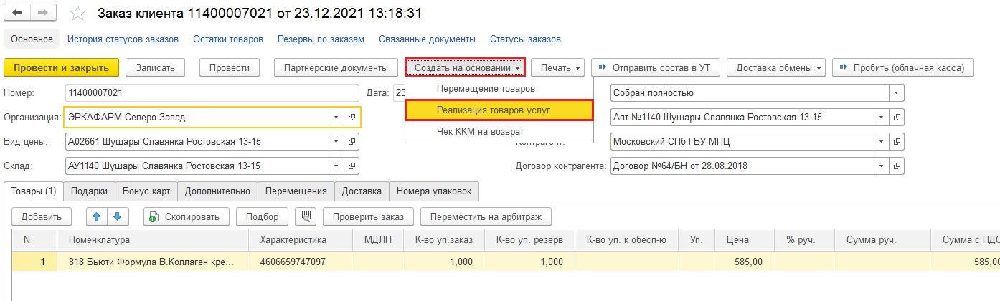 Заказ клиента 11400007021 от 23.12.2021 13:18:31
Основное История статусов заказов Остатки товаров Резервы по заказам Связанные документы Статусы заказов
Провести и закрыть Записать Провести Партнерские документы Создать на основании Печать Отправить состав в УТ Доставка обмены Пробить (облачная касса)
Номер: 11400007021 Дата: 23 Собран полностью
Перемещение товаров
Реализация товаров услуг
Чек ККМ на возврат
Организация: ЭРКАФАРМ Северо-Запад Апт №1140 Шушары Славянка Ростовская 13-15
Вид цены: А02661 Шушары Славянка Ростовская 13-15 Московский СПб ГБУ МПЦ
Склад: АУ1140 Шушары Славянка Ростовская 13-15 Договор контрагента: Договор №64/БН от 28.08.2018
Товары (1) Подарки Бонус карт Дополнительно Перемещения Доставка Номера упаковок
Добавить Скопировать Подбор Проверить заказ Переместить на арбитраж
N Номенклатура Характеристика МДЛП К-во уп.заказ К-во уп. резерв К-во уп. к обесп-ю Уп. Цена % руч. Сумма руч. Сумма с НДС
1 818 Бьюти Формула В.Коллаген кре... 4606659747097 1,000 1,000 585,00 585,00